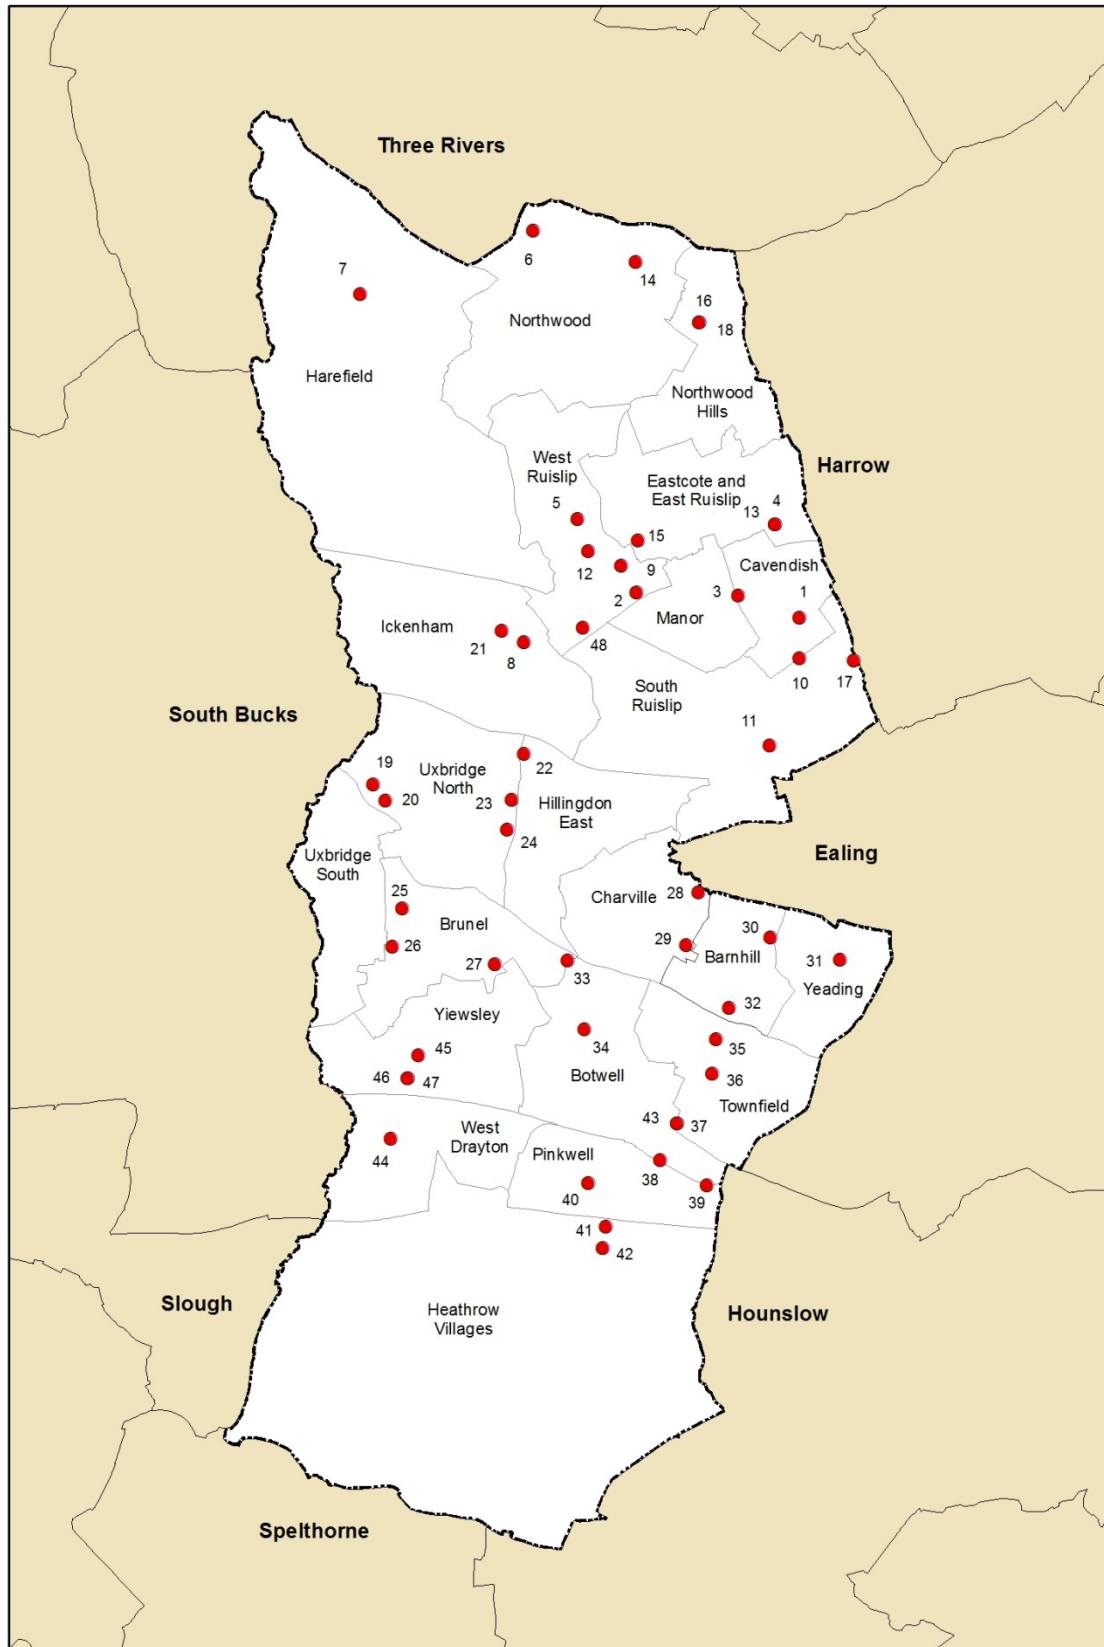 Three Rivers
6
7
14
16
18
Northwood
Harefield
Northwood
Hills
West
Ruislip
Harrow
Eastcote and
East Ruislip
5
4
13
15
12
9
Cavendish
2
3
1
Manor
Ickenham
21
8
48
10
17
South
Ruislip
South Bucks
11
22
19
Uxbridge
North
20
23
Hillingdon
East
24
Ealing
Uxbridge
South
28
Charville
25
Brunel
30
29
26
Barnhill
31
27
33
Yeading
32
Yiewsley
34
35
45
Botwell
36
46
47
Townfield
43
37
West
Drayton
44
Pinkwell
38
40
39
41
42
Slough
Heathrow
Villages
Hounslow
Spelthorne